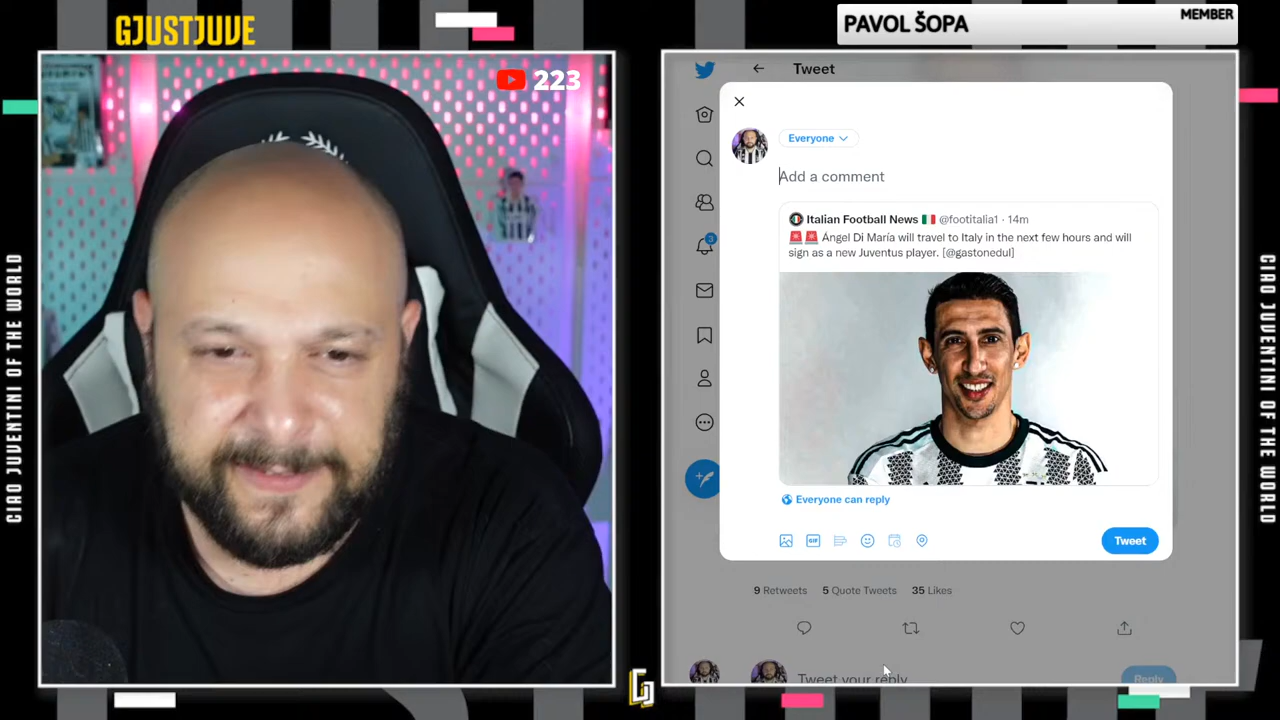 GJUSTJUVE
223
CIAO JUVENTINI OF THE WORLD
PAVOL ŠOPA
MEMBER
Tweet
Everyone
Add a comment
Italian Football News 🇮🇹 @footitalia1 · 14m
🚨🚨 Ángel Di María will travel to Italy in the next few hours and will
sign as a new Juventus player. [@gastonedul]
Everyone can reply
GIF
Tweet
3
9 Retweets 5 Quote Tweets 35 Likes
Tweet your reply
Reply
CIAO JUVENTINI OF THE WORLD